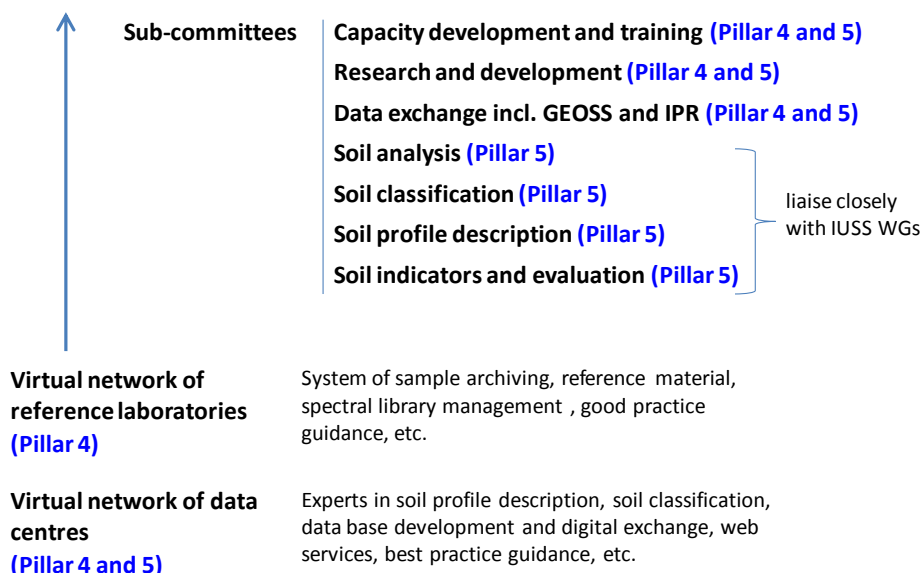 Sub-committees
Capacity development and training (Pillar 4 and 5)
Research and development (Pillar 4 and 5)
Data exchange incl. GEOSS and IPR (Pillar 4 and 5)
Soil analysis (Pillar 5)
Soil classification (Pillar 5)
Soil profile description (Pillar 5)
Soil indicators and evaluation (Pillar 5)
liaise closely
with IUSS WGs
Virtual network of
reference laboratories
(Pillar 4)
System of sample archiving, reference material,
spectral library management , good practice
guidance, etc.
Virtual network of data
centres
(Pillar 4 and 5)
Experts in soil profile description, soil classification,
data base development and digital exchange, web
services, best practice guidance, etc.